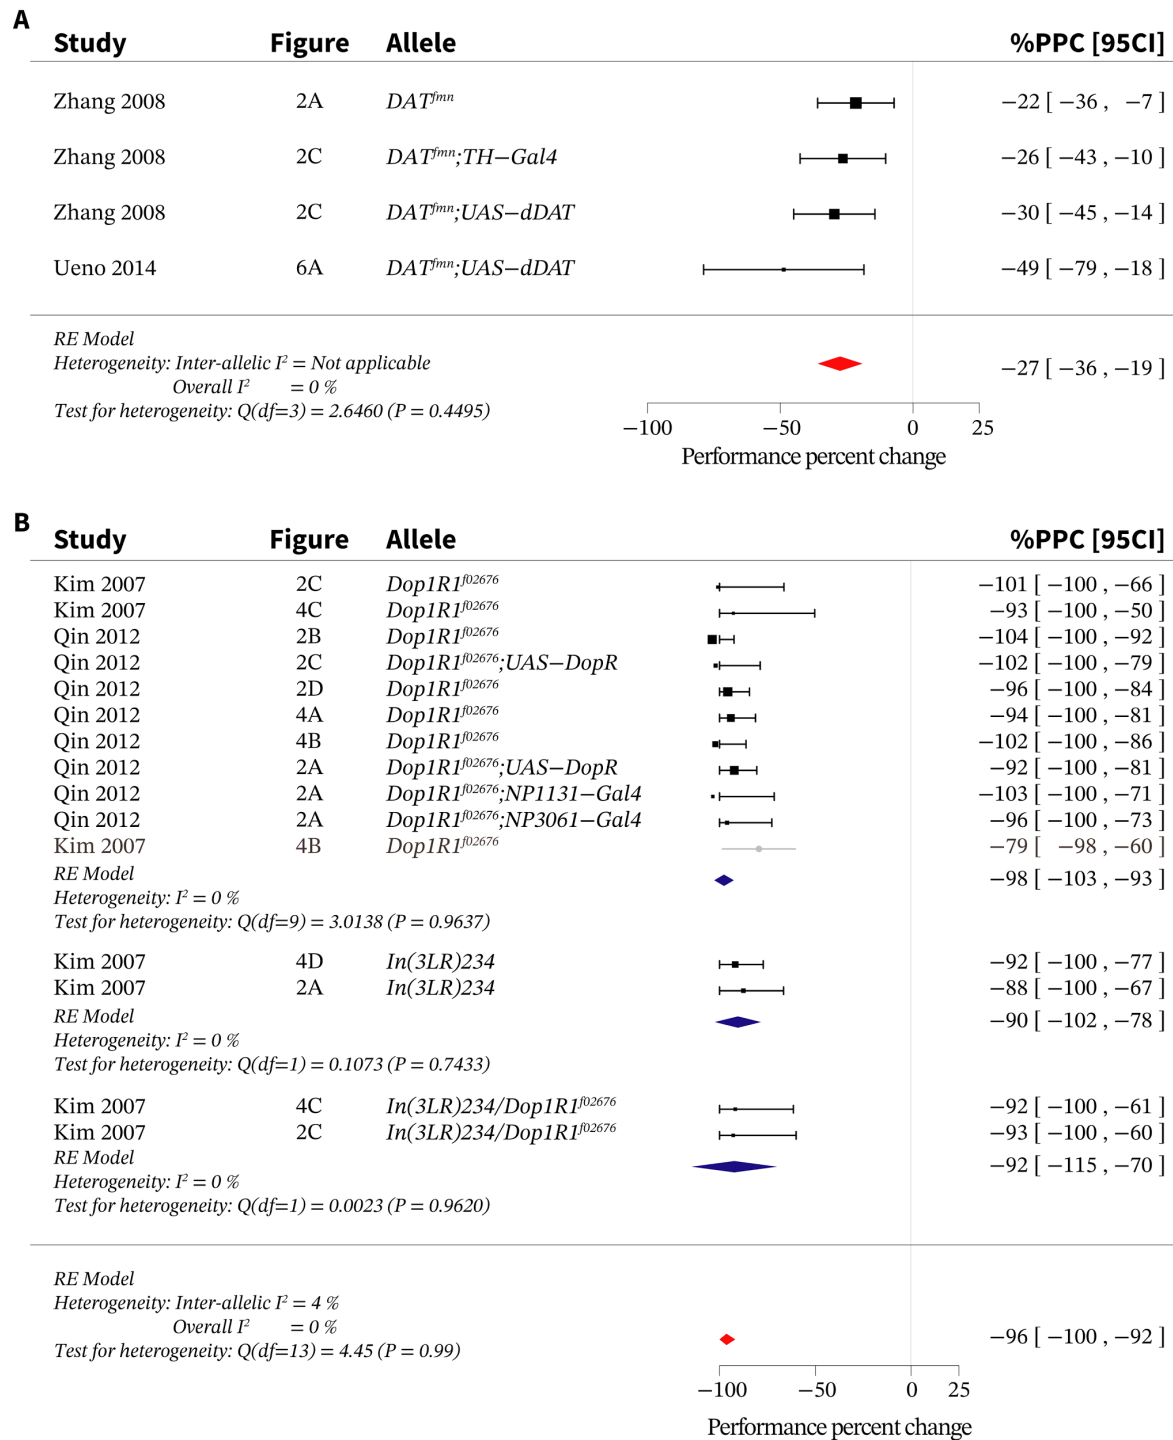 A
Study Figure Allele %PPC [95CI]
Zhang 2008 2A DATfmn −22 [ −36 , −7 ]
Zhang 2008 2C DATfmn;TH−Gal4 −26 [ −43 , −10 ]
Zhang 2008 2C DATfmn;UAS−dDAT −30 [ −45 , −14 ]
Ueno 2014 6A DATfmn;UAS−dDAT −49 [ −79 , −18 ]
RE Model
Heterogeneity: Inter-allelic I2 = Not applicable −27 [ −36 , −19 ]
Overall I2 = 0 %
Test for heterogeneity: Q(df=3) = 2.6460 (P = 0.4495)
−100 −50 0 25
Performance percent change
B
Study Figure Allele %PPC [95CI]
Kim 2007 2C Dop1R1f02676 −101 [ −100 , −66 ]
Kim 2007 4C Dop1R1f02676 −93 [ −100 , −50 ]
Qin 2012 2B Dop1R1f02676 −104 [ −100 , −92 ]
Qin 2012 2C Dop1R1f02676;UAS−DopR −102 [ −100 , −79 ]
Qin 2012 2D Dop1R1f02676 −96 [ −100 , −84 ]
Qin 2012 4A Dop1R1f02676 −94 [ −100 , −81 ]
Qin 2012 4B Dop1R1f02676 −102 [ −100 , −86 ]
Qin 2012 2A Dop1R1f02676;UAS−DopR −92 [ −100 , −81 ]
Qin 2012 2A Dop1R1f02676;NP1131−Gal4 −103 [ −100 , −71 ]
Qin 2012 2A Dop1R1f02676;NP3061−Gal4 −96 [ −100 , −73 ]
Kim 2007 4B Dop1R1f02676 −79 [ −98 , −60 ]
RE Model −98 [ −103 , −93 ]
Heterogeneity: I2 = 0 %
Test for heterogeneity: Q(df=9) = 3.0138 (P = 0.9637)
Kim 2007 4D In(3LR)234 −92 [ −100 , −77 ]
Kim 2007 2A In(3LR)234 −88 [ −100 , −67 ]
RE Model −90 [ −102 , −78 ]
Heterogeneity: I2 = 0 %
Test for heterogeneity: Q(df=1) = 0.1073 (P = 0.7433)
Kim 2007 4C In(3LR)234/Dop1R1f02676 −92 [ −100 , −61 ]
Kim 2007 2C In(3LR)234/Dop1R1f02676 −93 [ −100 , −60 ]
RE Model −92 [ −115 , −70 ]
Heterogeneity: I2 = 0 %
Test for heterogeneity: Q(df=1) = 0.0023 (P = 0.9620)
RE Model
Heterogeneity: Inter-allelic I2 = 4 %
Overall I2 = 0 % −96 [ −100 , −92 ]
Test for heterogeneity: Q(df=13) = 4.45 (P = 0.99)
−100 −50 0 25
Performance percent change